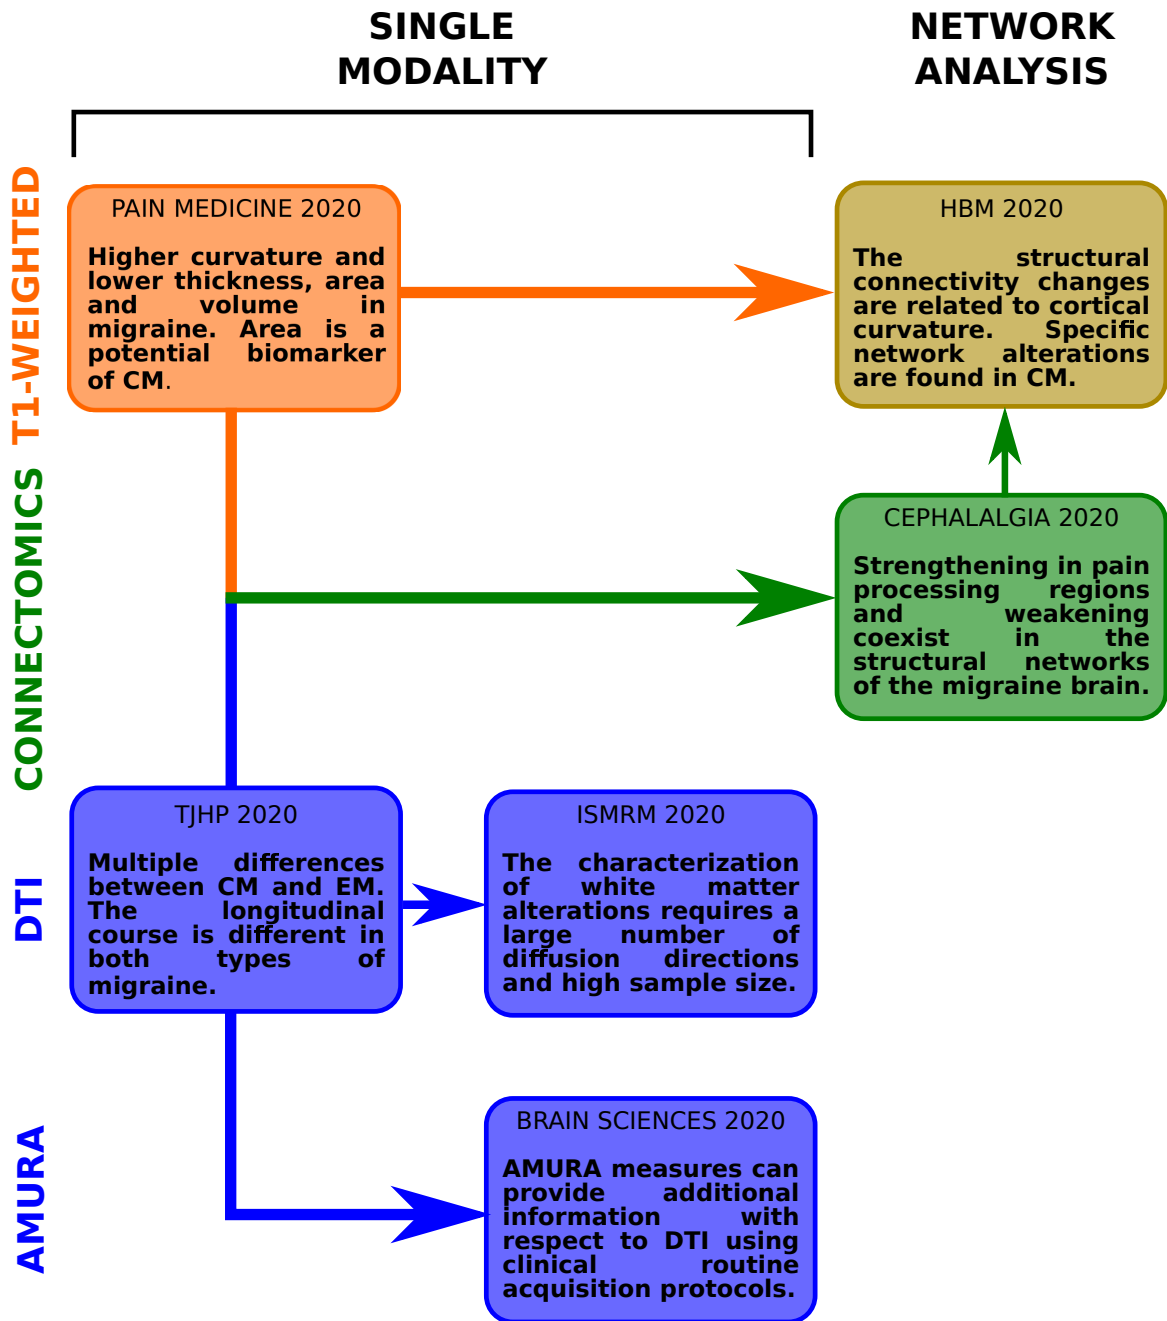 SINGLE
MODALITY
NETWORK
ANALYSIS
T1-WEIGHTED
PAIN MEDICINE 2020
Higher curvature and
lower thickness, area
and volume in
migraine. Area is a
potential biomarker
of CM.
HBM 2020
The structural
connectivity changes
are related to cortical
curvature. Specific
network alterations
are found in CM.
CONNECTOMICS
CEPHALALGIA 2020
Strengthening in pain
processing regions
and weakening
coexist in the
structural networks
of the migraine brain.
DTI
TJHP 2020
Multiple differences
between CM and EM.
The longitudinal
course is different in
both types of
migraine.
ISMRM 2020
The characterization
of white matter
alterations requires a
large number of
diffusion directions
and high sample size.
AMURA
BRAIN SCIENCES 2020
AMURA measures can
provide additional
information with
respect to DTI using
clinical routine
acquisition protocols.